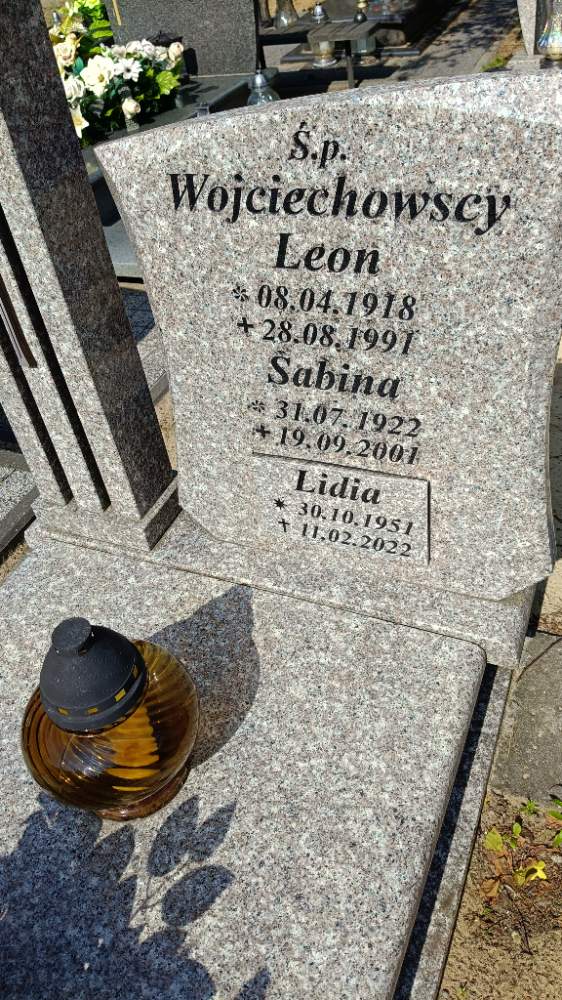 Ś.p.
Wojciechowscy
Leon
* 08.04.1918
+ 28.08.1991
Sabina
* 31.07.1922
+ 19.09.2001
Lidia
* 30.10.1951
† 11.02.2022